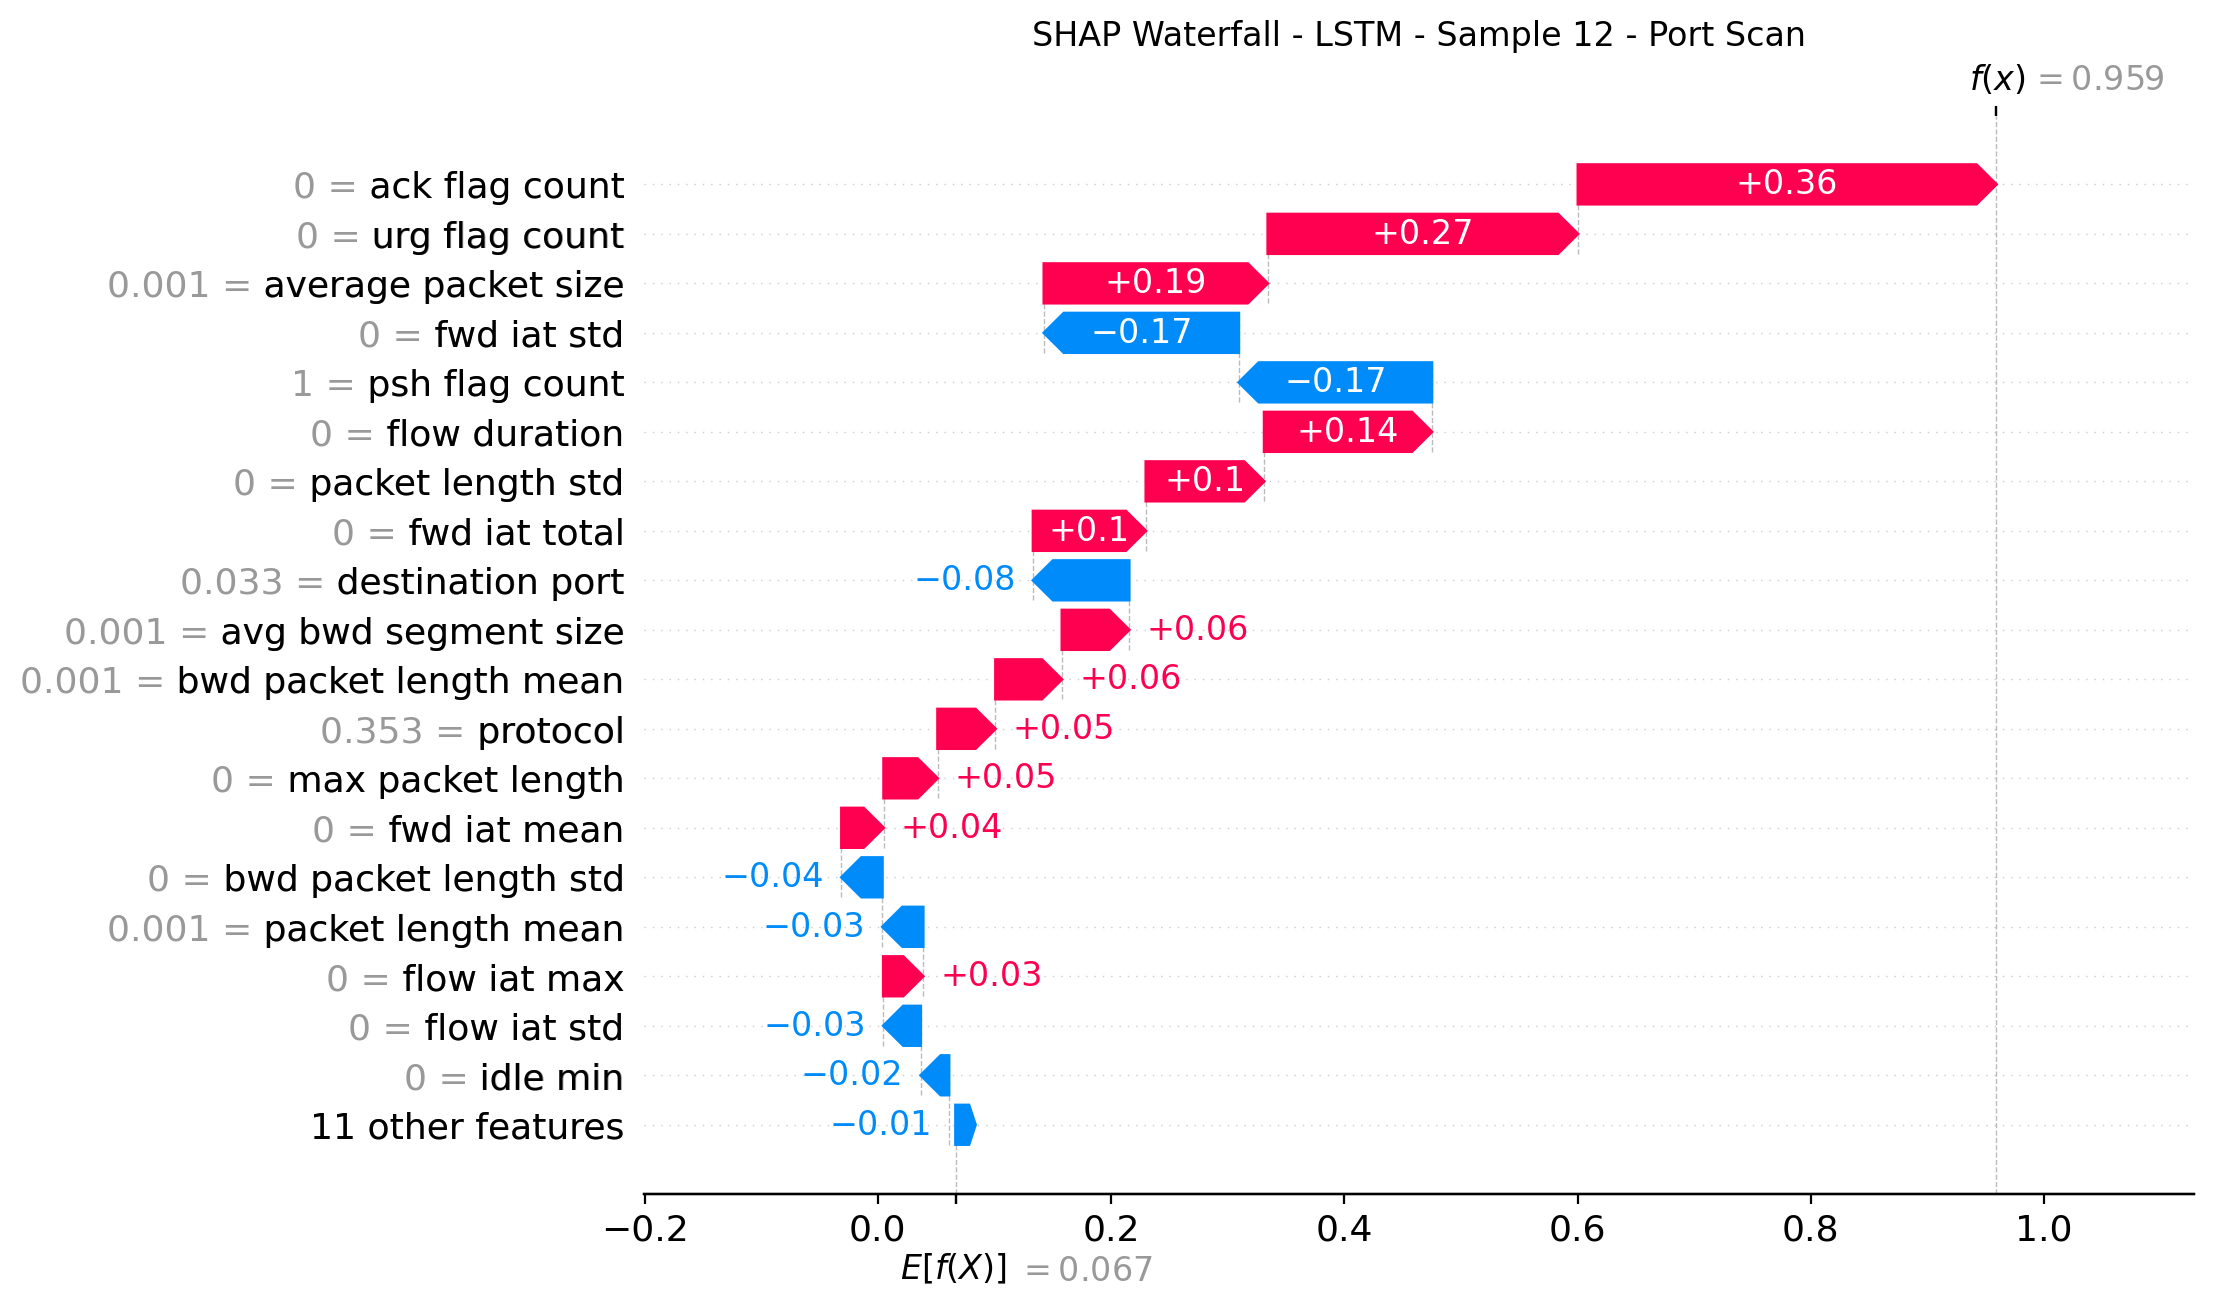 SHAP Waterfall - LSTM - Sample 12 - Port Scan
f(x) = 0.959
0 = ack flag count +0.36
0 = urg flag count +0.27
0.001 = average packet size +0.19
0 = fwd iat std −0.17
1 = psh flag count −0.17
0 = flow duration +0.14
0 = packet length std +0.1
0 = fwd iat total +0.1
0.033 = destination port −0.08
0.001 = avg bwd segment size +0.06
0.001 = bwd packet length mean +0.06
0.353 = protocol +0.05
0 = max packet length +0.05
0 = fwd iat mean +0.04
0 = bwd packet length std −0.04
0.001 = packet length mean −0.03
0 = flow iat max +0.03
0 = flow iat std −0.03
0 = idle min −0.02
11 other features −0.01
−0.2 0.0 0.2 0.4 0.6 0.8 1.0
E[f(X)] = 0.067